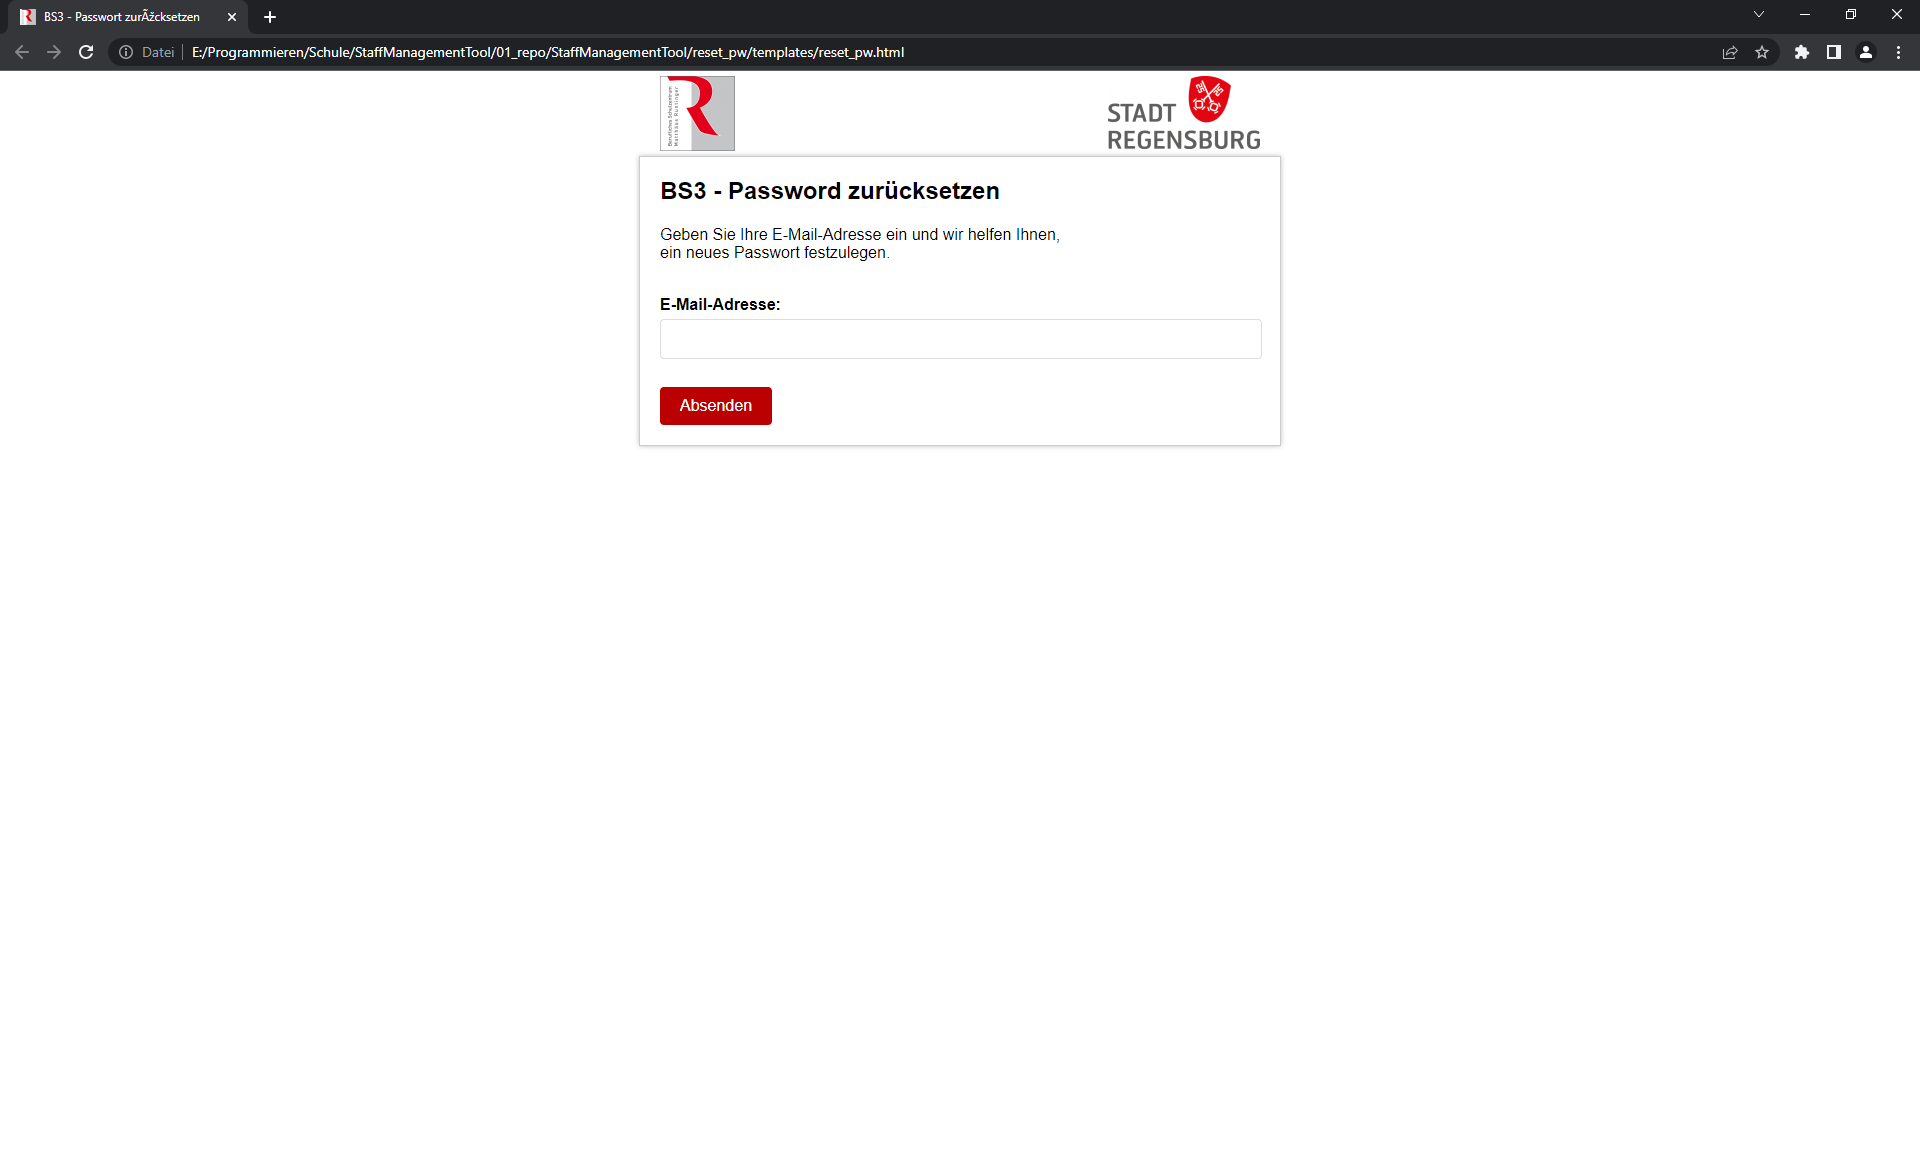 BS3 - Passwort zurÃžcksetzen
Datei
E:/Programmieren/Schule/StaffManagementTool/01_repo/StaffManagementTool/reset_pw/templates/reset_pw.html
Berufliches Schulzentrum
Matthäus Runtinger
R
STADT
REGENSBURG
BS3 - Password zurücksetzen
Geben Sie Ihre E-Mail-Adresse ein und wir helfen Ihnen,
ein neues Passwort festzulegen.
E-Mail-Adresse:
Absenden